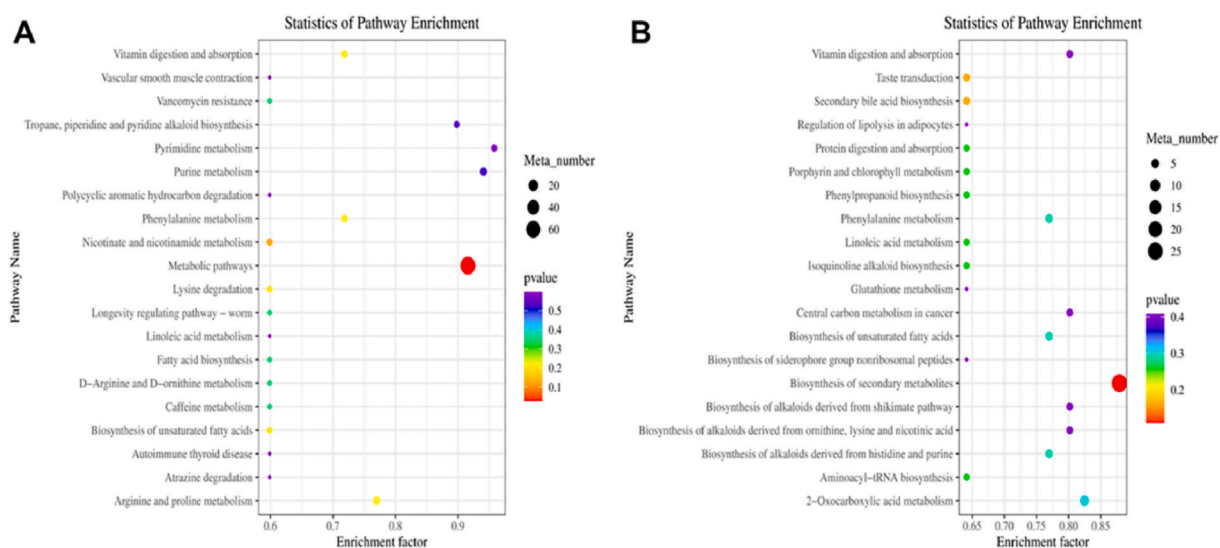 A
Statistics of Pathway Enrichment
Pathway Name
Vitamin digestion and absorption
Vascular smooth muscle contraction
Vancomycin resistance
Tropane, piperidine and pyridine alkaloid biosynthesis
Pyrimidine metabolism
Purine metabolism
Polycyclic aromatic hydrocarbon degradation
Phenylalanine metabolism
Nicotinate and nicotinamide metabolism
Metabolic pathways
Lysine degradation
Longevity regulating pathway − worm
Linoleic acid metabolism
Fatty acid biosynthesis
D−Arginine and D−ornithine metabolism
Caffeine metabolism
Biosynthesis of unsaturated fatty acids
Autoimmune thyroid disease
Atrazine degradation
Arginine and proline metabolism
0.6 0.7 0.8 0.9
Enrichment factor
Meta_number
20
40
60
pvalue
0.5
0.4
0.3
0.2
0.1
B
Statistics of Pathway Enrichment
Pathway Name
Vitamin digestion and absorption
Taste transduction
Secondary bile acid biosynthesis
Regulation of lipolysis in adipocytes
Protein digestion and absorption
Porphyrin and chlorophyll metabolism
Phenylpropanoid biosynthesis
Phenylalanine metabolism
Linoleic acid metabolism
Isoquinoline alkaloid biosynthesis
Glutathione metabolism
Central carbon metabolism in cancer
Biosynthesis of unsaturated fatty acids
Biosynthesis of siderophore group nonribosomal peptides
Biosynthesis of secondary metabolites
Biosynthesis of alkaloids derived from shikimate pathway
Biosynthesis of alkaloids derived from ornithine, lysine and nicotinic acid
Biosynthesis of alkaloids derived from histidine and purine
Aminoacyl−tRNA biosynthesis
2−Oxocarboxylic acid metabolism
0.65 0.70 0.75 0.80 0.85
Enrichment factor
Meta_number
5
10
15
20
25
pvalue
0.4
0.3
0.2